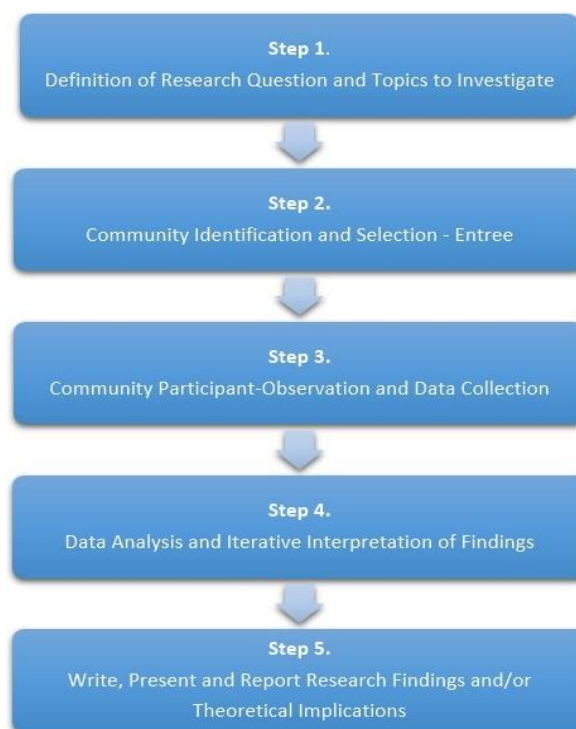 Step 1.
Definition of Research Question and Topics to Investigate
Step 2.
Community Identification and Selection - Entree
Step 3.
Community Participant-Observation and Data Collection
Step 4.
Data Analysis and Iterative Interpretation of Findings
Step 5.
Write, Present and Report Research Findings and/or
Theoretical Implications